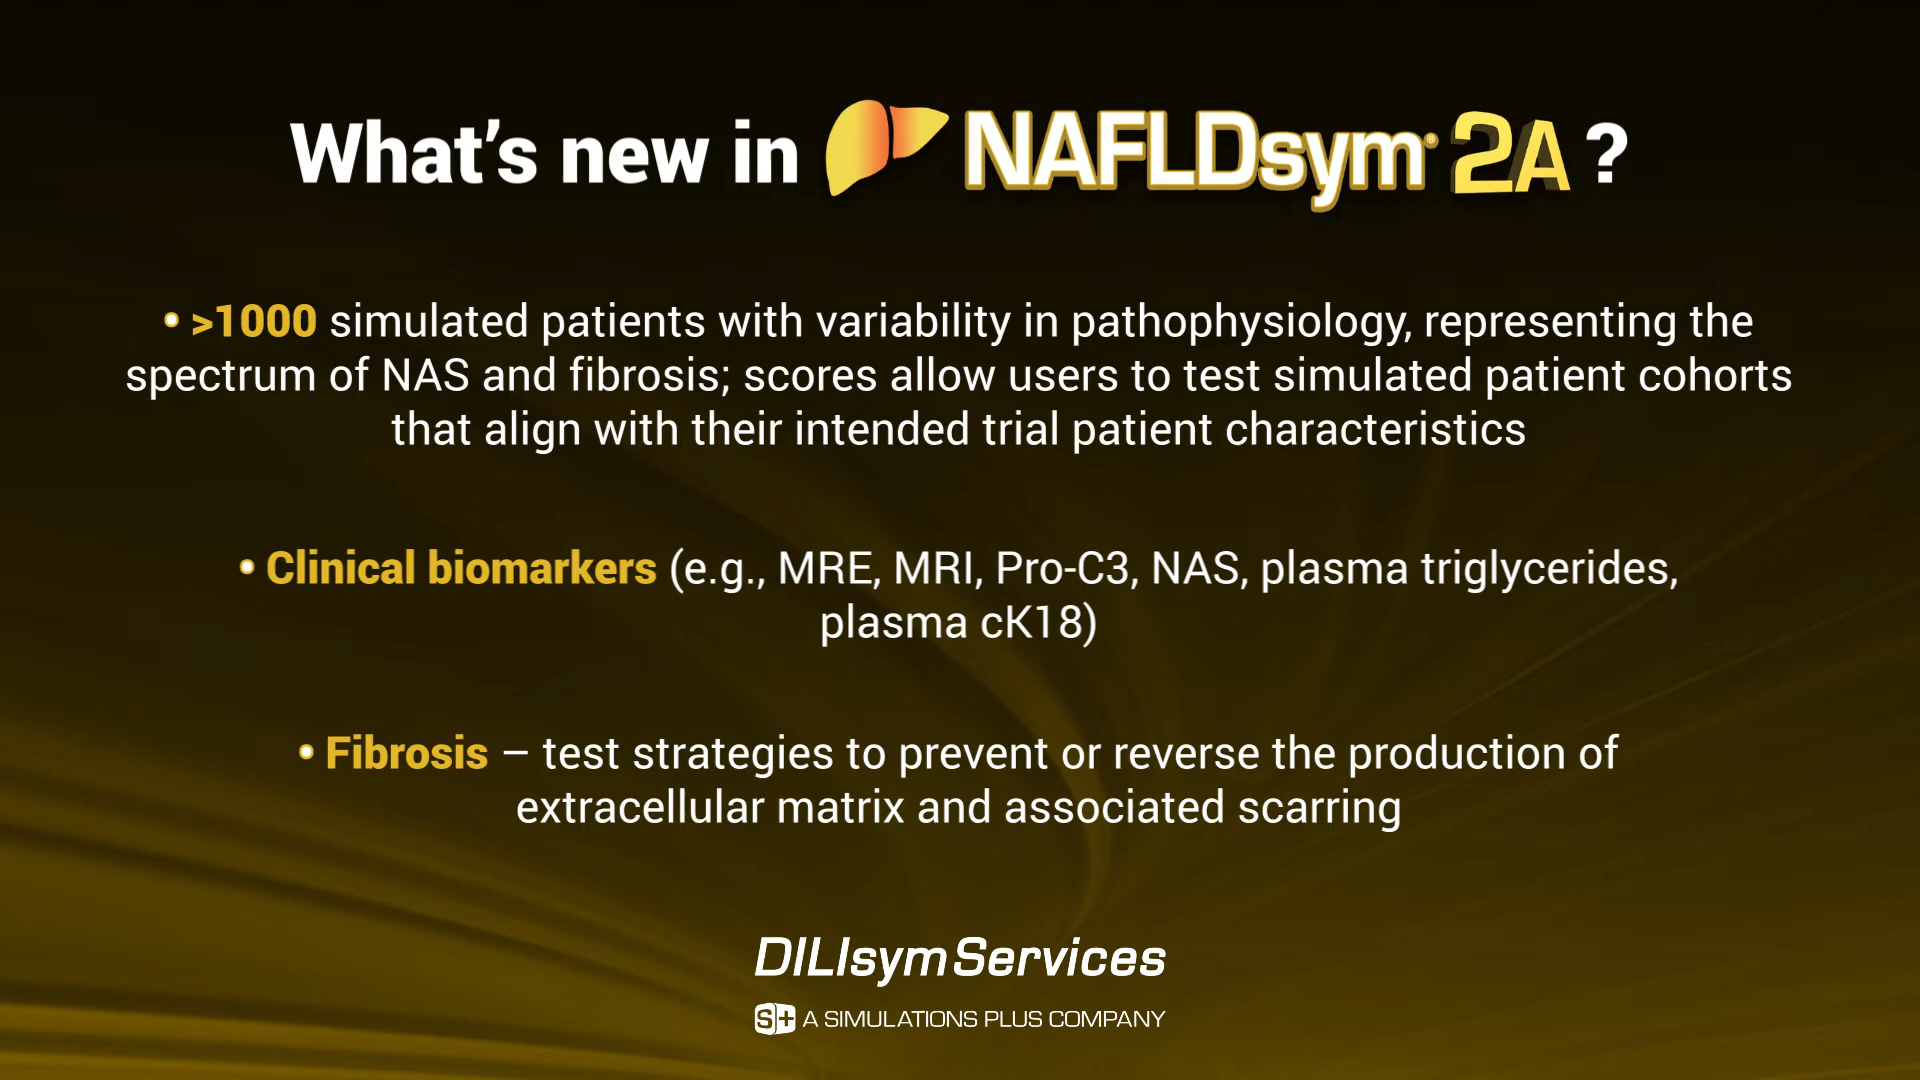 What's new in NAFLDsym® 2A ?
• >1000 simulated patients with variability in pathophysiology, representing the
spectrum of NAS and fibrosis; scores allow users to test simulated patient cohorts
that align with their intended trial patient characteristics
• Clinical biomarkers (e.g., MRE, MRI, Pro-C3, NAS, plasma triglycerides,
plasma cK18)
• Fibrosis – test strategies to prevent or reverse the production of
extracellular matrix and associated scarring
DILIsym Services
S+ A SIMULATIONS PLUS COMPANY